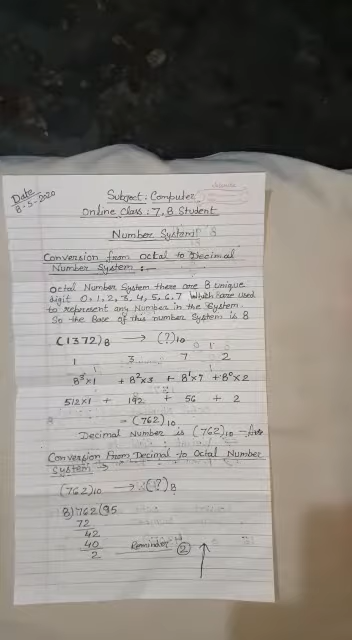 Date
8-5-2020
Subject: Computer
Online Class: 7, 8 Student
Number System
Conversion from octal to Decimal
Number System :-
Octal Number System there are 8 unique
digit 0, 1, 2, 3, 4, 5, 6, 7 Which are used
to represent any Number in the System.
So the Base of this number System is 8
(1372)8 → (?)10
1 3 7 2
8³×1 + 8²×3 + 8¹×7 + 8⁰×2
512×1 + 192 + 56 + 2
= (762)10
Decimal Number is (762)10 - Ans
Conversion From Decimal to Octal Number
System →
(762)10 → (?)8
8)762(95
72
42
40
2 Reminder 2